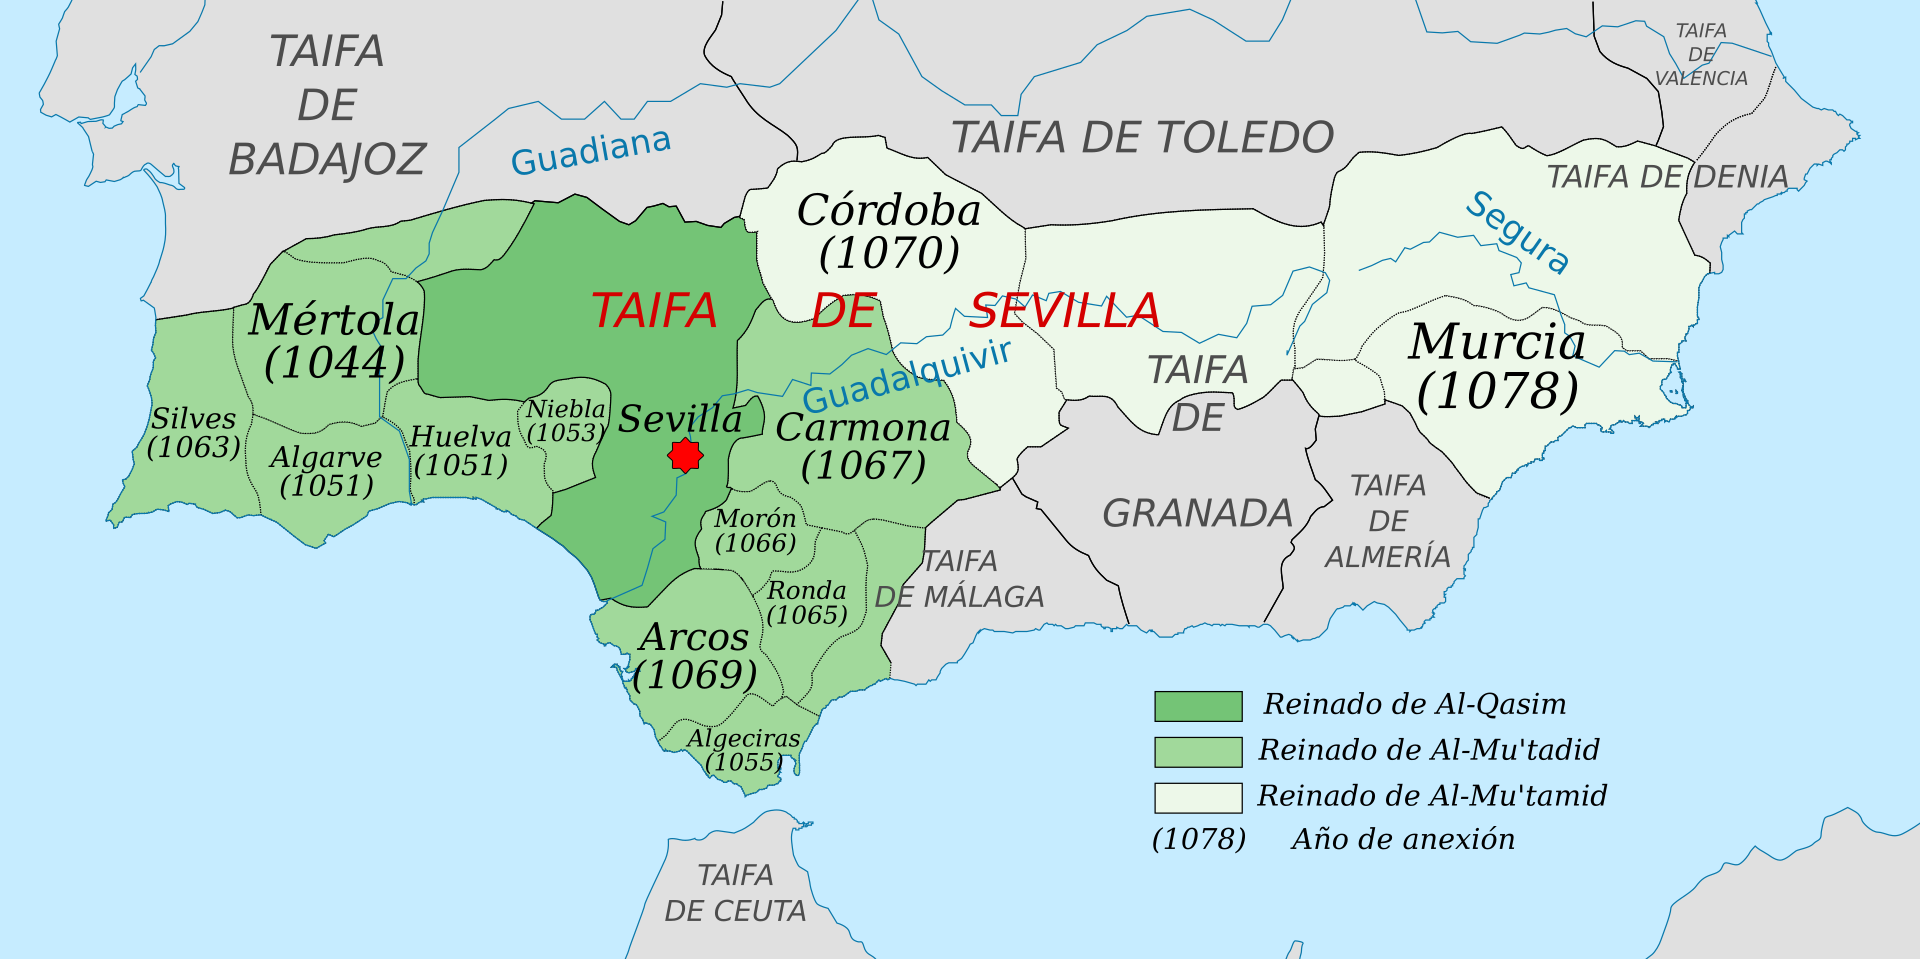 TAIFA
DE
BADAJOZ
Guadiana
TAIFA DE TOLEDO
TAIFA
DE
VALENCIA
TAIFA DE DENIA
Segura
Córdoba
(1070)
TAIFA DE SEVILLA
Guadalquivir
Mértola
(1044)
Silves
(1063)
Algarve
(1051)
Huelva
(1051)
Niebla
(1053)
Sevilla
Carmona
(1067)
Murcia
(1078)
TAIFA
DE
GRANADA
TAIFA
DE
ALMERÍA
Morón
(1066)
Ronda
(1065)
TAIFA
DE MÁLAGA
Arcos
(1069)
Algeciras
(1055)
TAIFA
DE CEUTA
Reinado de Al-Qasim
Reinado de Al-Mu'tadid
Reinado de Al-Mu'tamid
(1078) Año de anexión